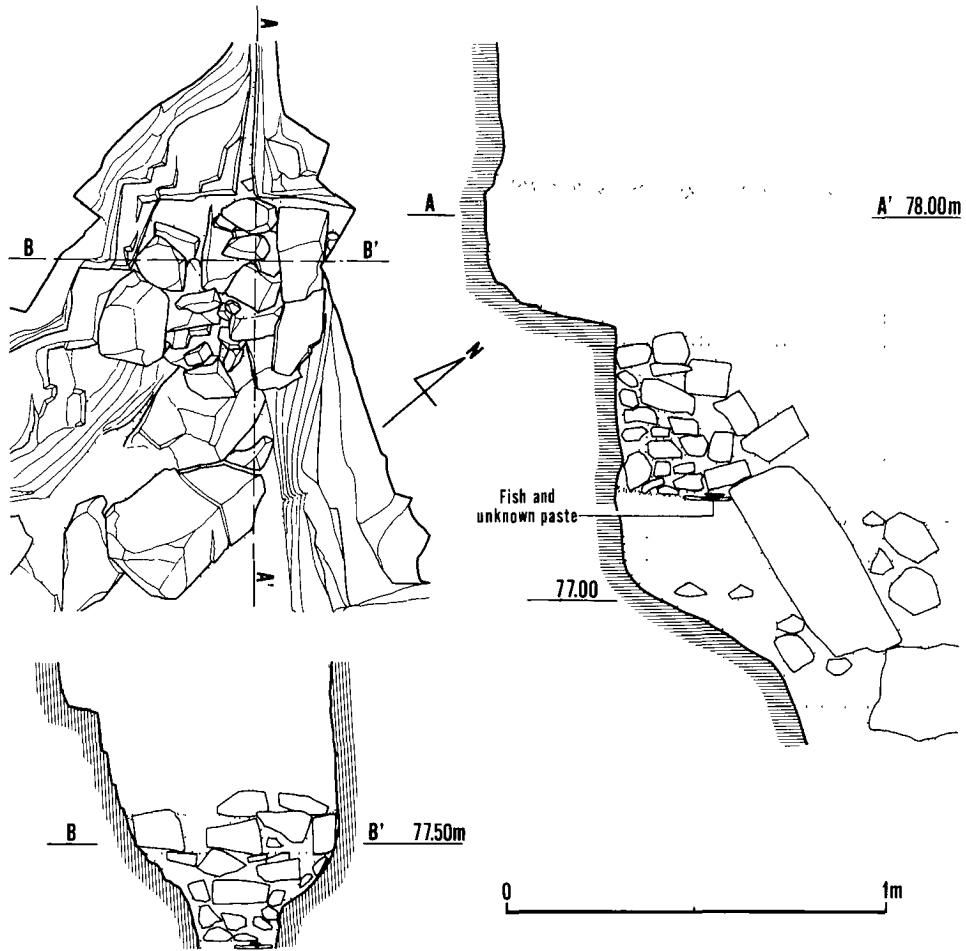 A
B B'
N
A'
A A' 78.00m
Fish and
unknown paste
77.00
B B' 77.50m
0 1m